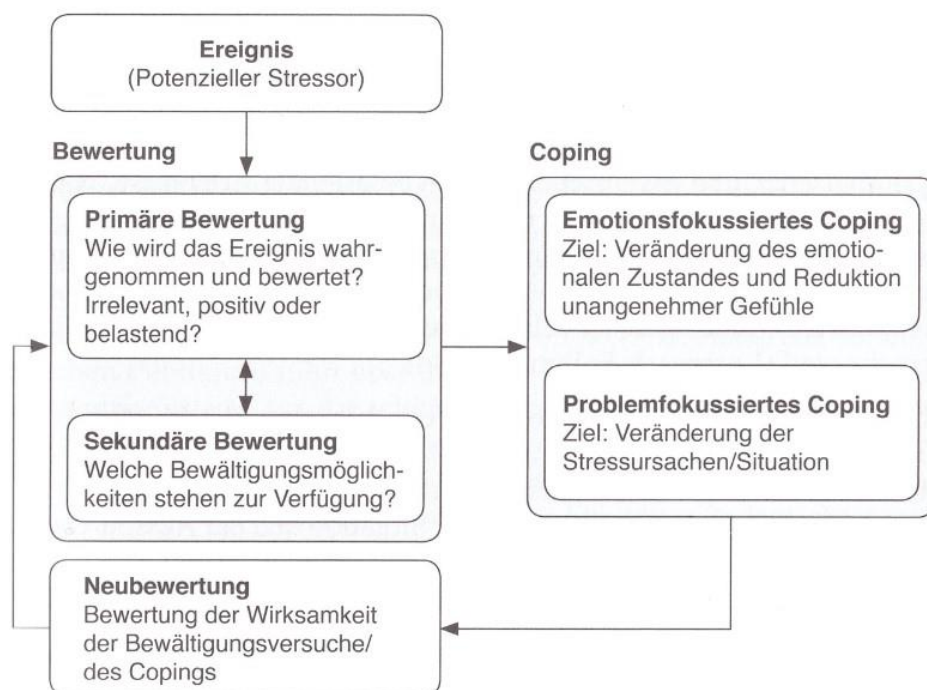 Ereignis
(Potenzieller Stressor)
Bewertung
Primäre Bewertung
Wie wird das Ereignis wahr-
genommen und bewertet?
Irrelevant, positiv oder
belastend?
Sekundäre Bewertung
Welche Bewältigungsmöglich-
keiten stehen zur Verfügung?
Neubewertung
Bewertung der Wirksamkeit
der Bewältigungsversuche/
des Copings
Coping
Emotionsfokussiertes Coping
Ziel: Veränderung des emotio-
nalen Zustandes und Reduktion
unangenehmer Gefühle
Problemfokussiertes Coping
Ziel: Veränderung der
Stressursachen/Situation